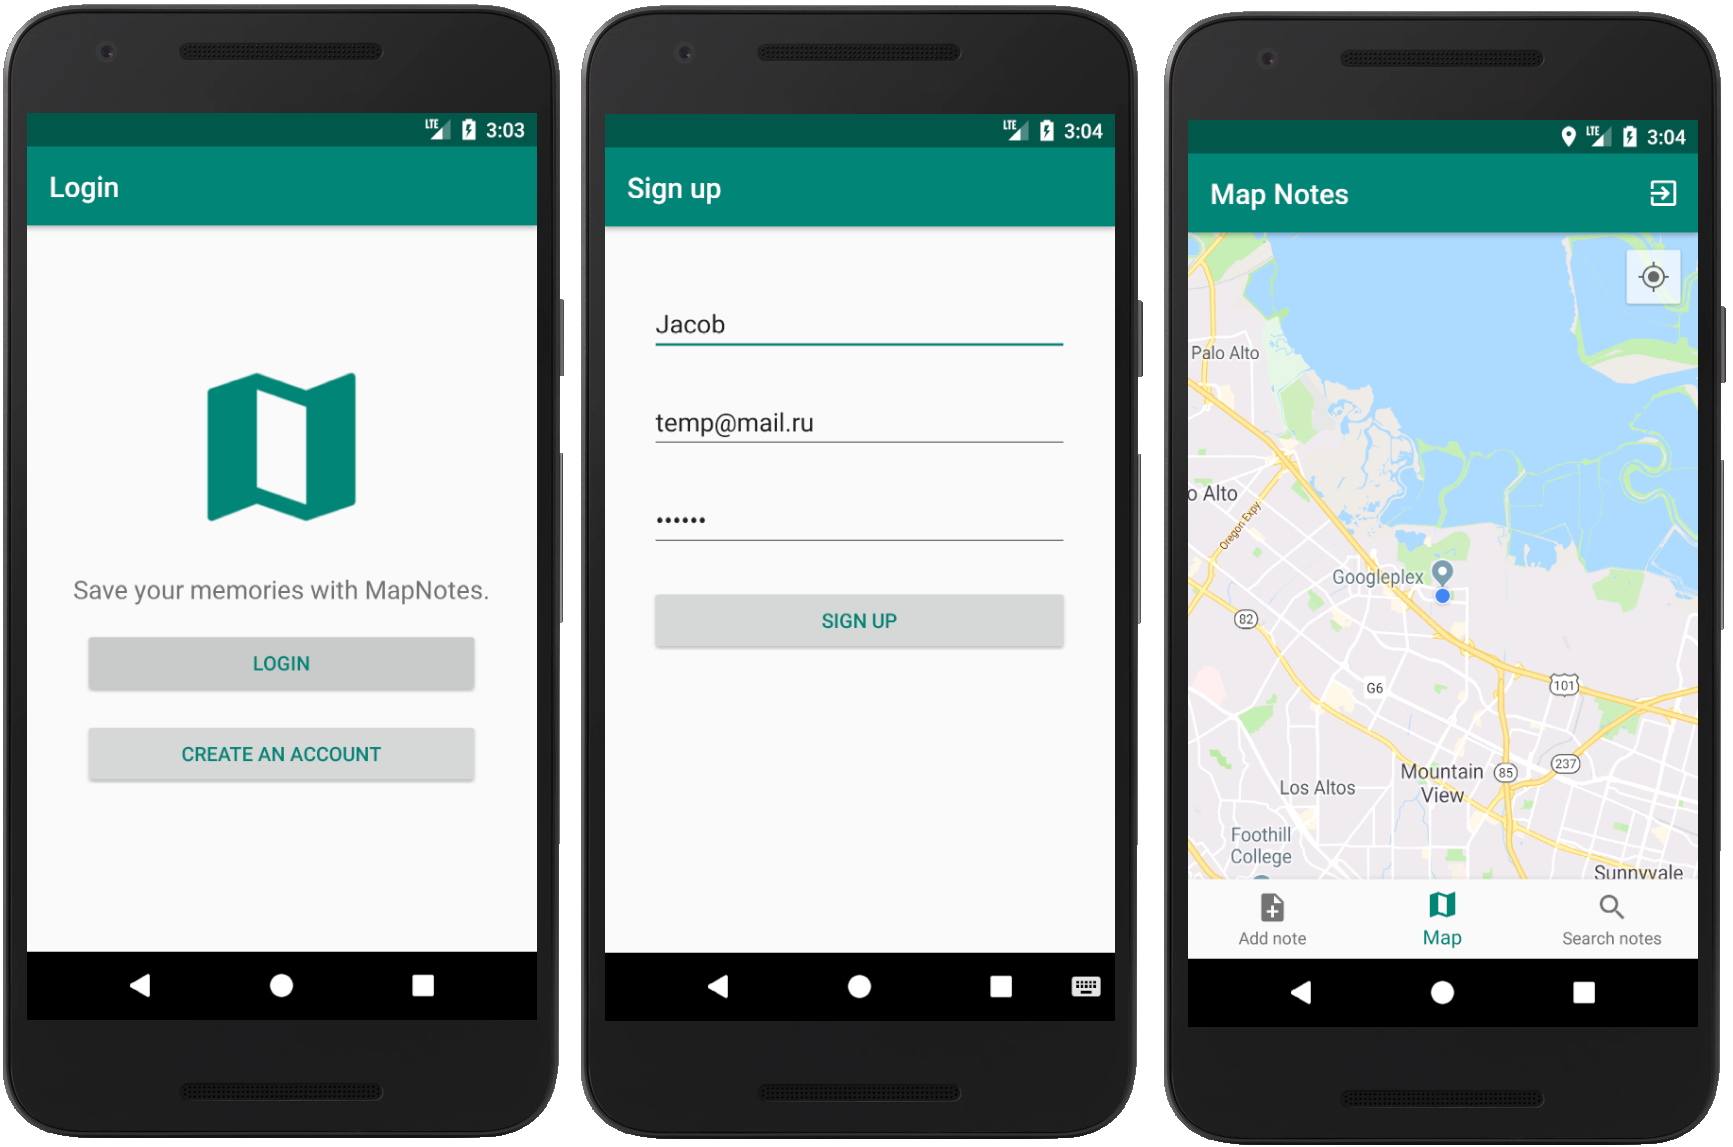 LTE 3:03
Login
Save your memories with MapNotes.
LOGIN
CREATE AN ACCOUNT
LTE 3:04
Sign up
Jacob
temp@mail.ru
••••••
SIGN UP
LTE 3:04
Map Notes
Palo Alto
o Alto
Oregon Expy
Googleplex
82
G6
101
237
Mountain
View
85
Los Altos
Foothill
College
Sunnyvale
Add note
Map
Search notes